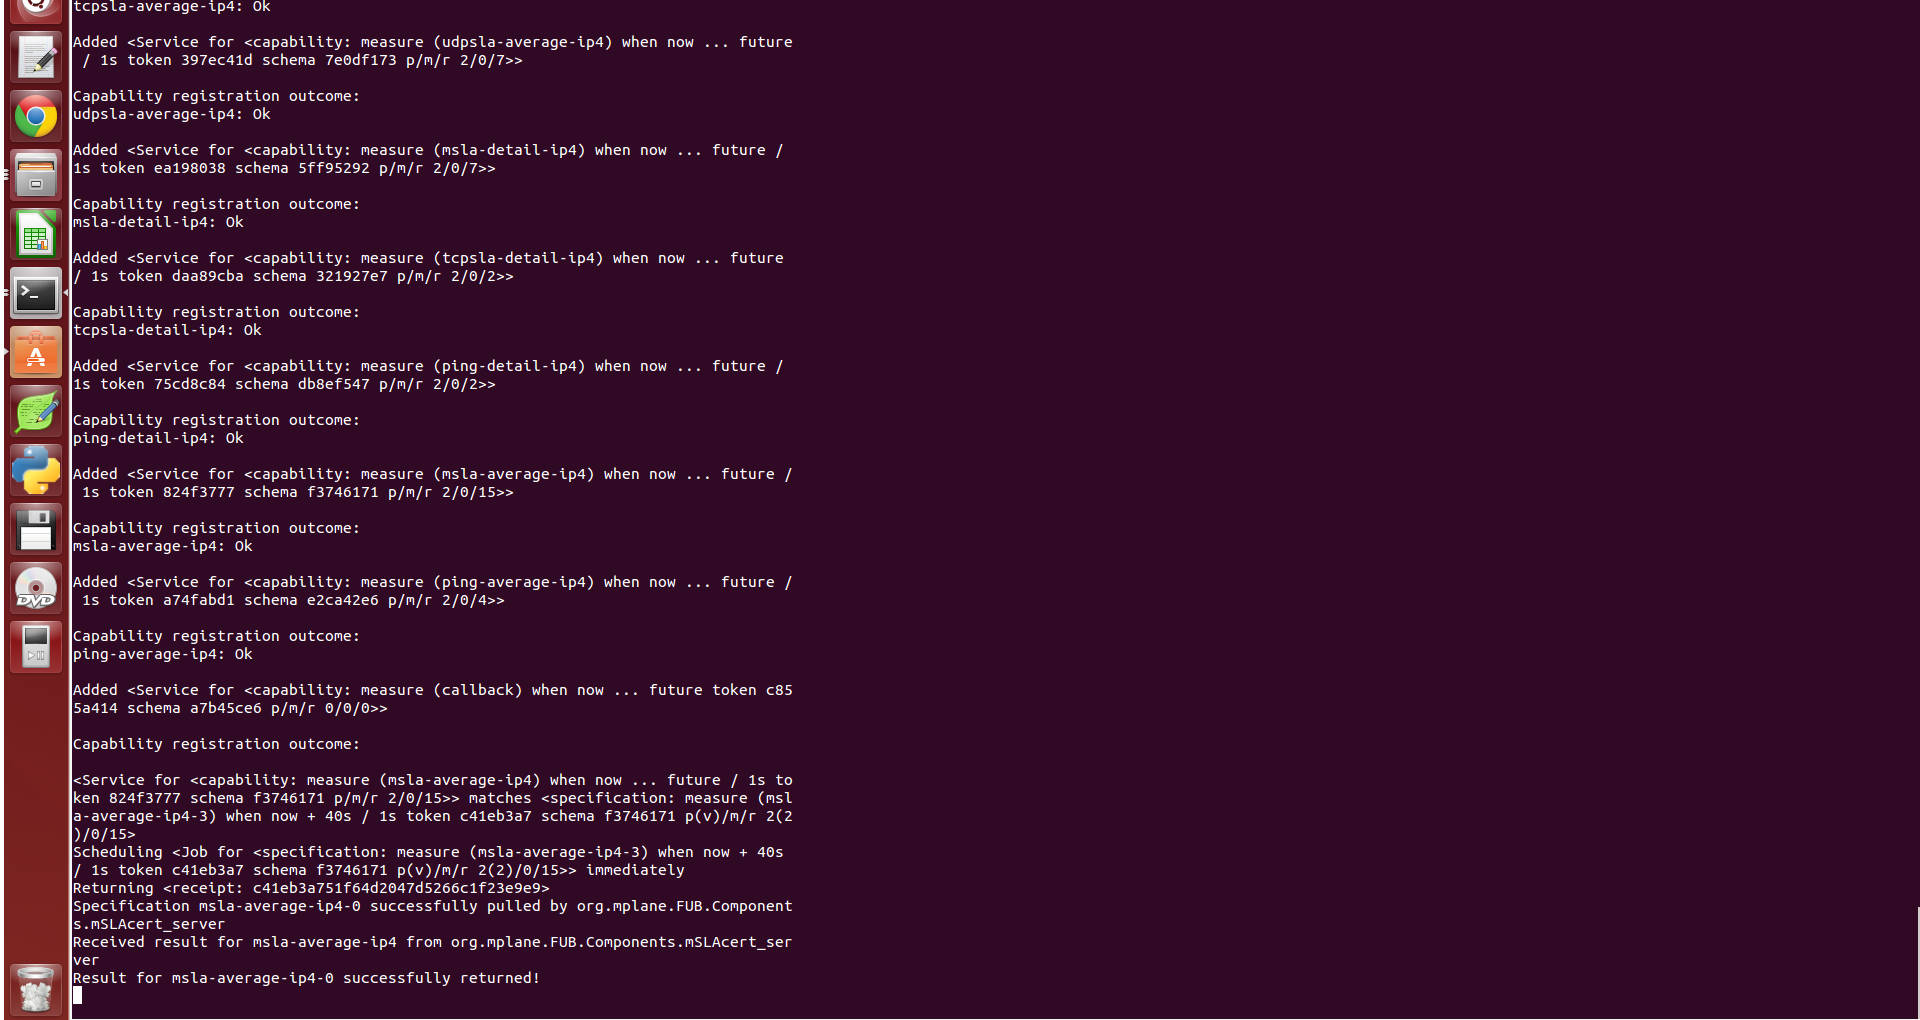 tcpsla-average-ip4: Ok
Added <Service for <capability: measure (udpsla-average-ip4) when now ... future
/ 1s token 397ec41d schema 7e0df173 p/m/r 2/0/7>>
Capability registration outcome:
udpsla-average-ip4: Ok
Added <Service for <capability: measure (msla-detail-ip4) when now ... future /
1s token ea198038 schema 5ff95292 p/m/r 2/0/7>>
Capability registration outcome:
msla-detail-ip4: Ok
Added <Service for <capability: measure (tcpsla-detail-ip4) when now ... future
/ 1s token daa89cba schema 321927e7 p/m/r 2/0/2>>
Capability registration outcome:
tcpsla-detail-ip4: Ok
Added <Service for <capability: measure (ping-detail-ip4) when now ... future /
1s token 75cd8c84 schema db8ef547 p/m/r 2/0/2>>
Capability registration outcome:
ping-detail-ip4: Ok
Added <Service for <capability: measure (msla-average-ip4) when now ... future /
1s token 824f3777 schema f3746171 p/m/r 2/0/15>>
Capability registration outcome:
msla-average-ip4: Ok
Added <Service for <capability: measure (ping-average-ip4) when now ... future /
1s token a74fabd1 schema e2ca42e6 p/m/r 2/0/4>>
Capability registration outcome:
ping-average-ip4: Ok
Added <Service for <capability: measure (callback) when now ... future token c85
5a414 schema a7b45ce6 p/m/r 0/0/0>>
Capability registration outcome:
<Service for <capability: measure (msla-average-ip4) when now ... future / 1s to
ken 824f3777 schema f3746171 p/m/r 2/0/15>> matches <specification: measure (msl
a-average-ip4-3) when now + 40s / 1s token c41eb3a7 schema f3746171 p(v)/m/r 2(2
)/0/15>
Scheduling <Job for <specification: measure (msla-average-ip4-3) when now + 40s
/ 1s token c41eb3a7 schema f3746171 p(v)/m/r 2(2)/0/15>> immediately
Returning <receipt: c41eb3a751f64d2047d5266c1f23e9e9>
Specification msla-average-ip4-0 successfully pulled by org.mplane.FUB.Component
s.mSLAcert_server
Received result for msla-average-ip4 from org.mplane.FUB.Components.mSLAcert_ser
ver
Result for msla-average-ip4-0 successfully returned!
>_
A
DVD